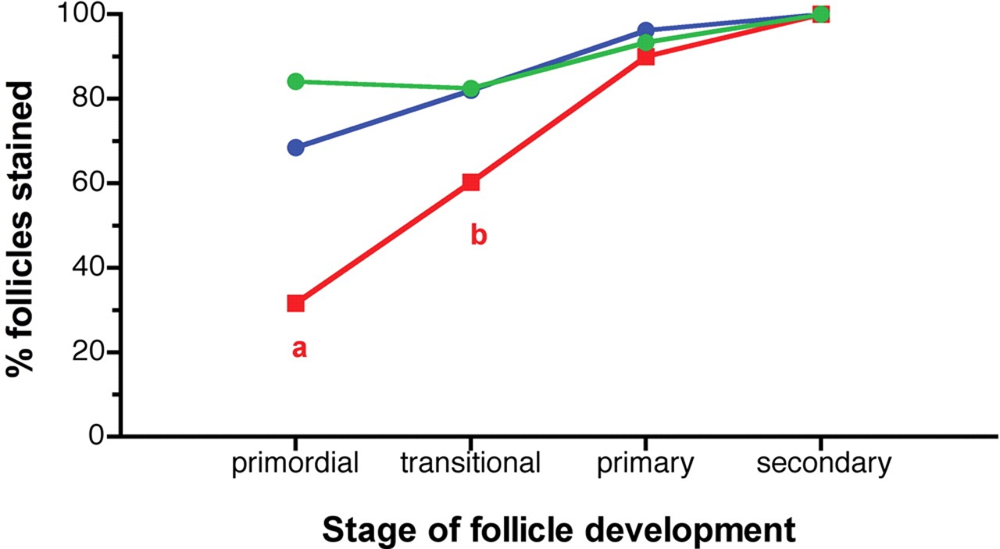 % follicles stained
100
80
60
40
20
0
a
b
primordial transitional primary secondary
Stage of follicle development